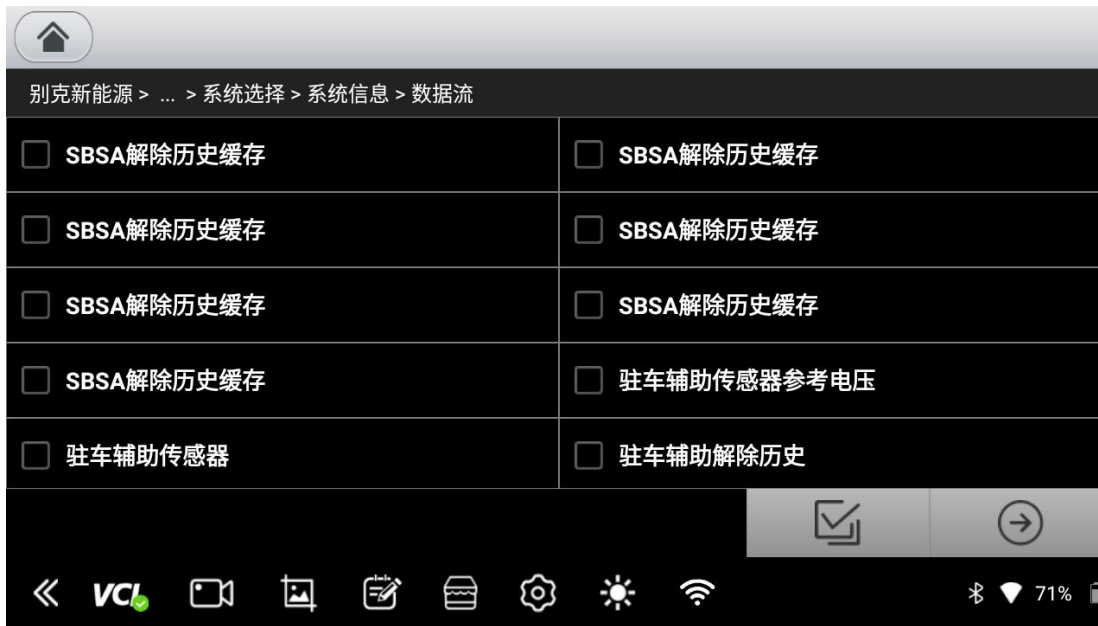 别克新能源 > ... > 系统选择 > 系统信息 > 数据流
SBSA解除历史缓存
SBSA解除历史缓存
SBSA解除历史缓存
SBSA解除历史缓存
SBSA解除历史缓存
SBSA解除历史缓存
SBSA解除历史缓存
驻车辅助传感器参考电压
驻车辅助传感器
驻车辅助解除历史
VCI
71%